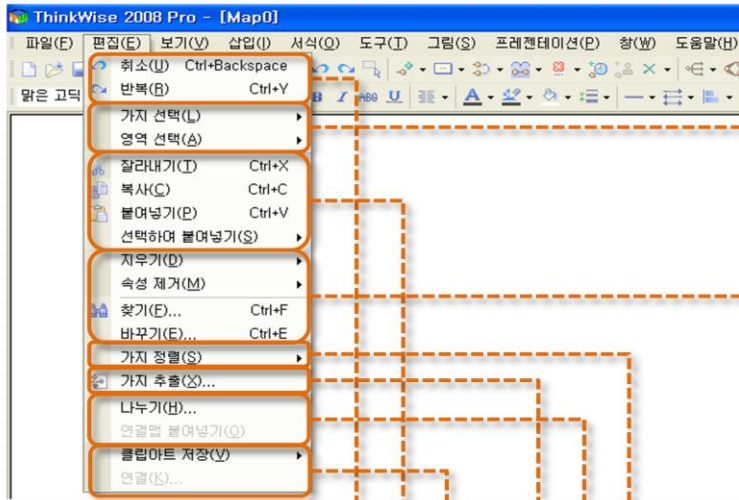 ThinkWise 2008 Pro - [Map0]
파일(F) 편집(E) 보기(V) 삽입(I) 서식(O) 도구(T) 그림(S) 프레젠테이션(P) 창(W) 도움말(H)
취소(U) Ctrl+Backspace
반복(R) Ctrl+Y
맑은 고딕 B I ABG U A
가지 선택(L)
영역 선택(A)
잘라내기(T) Ctrl+X
복사(C) Ctrl+C
붙여넣기(P) Ctrl+V
선택하여 붙여넣기(S)
지우기(D)
속성 제거(M)
찾기(F)... Ctrl+F
바꾸기(E)... Ctrl+E
가지 정렬(S)
가지 추출(X)...
나누기(H)...
연결맵 붙여넣기(O)
클립아트 저장(V)
연결(K)...